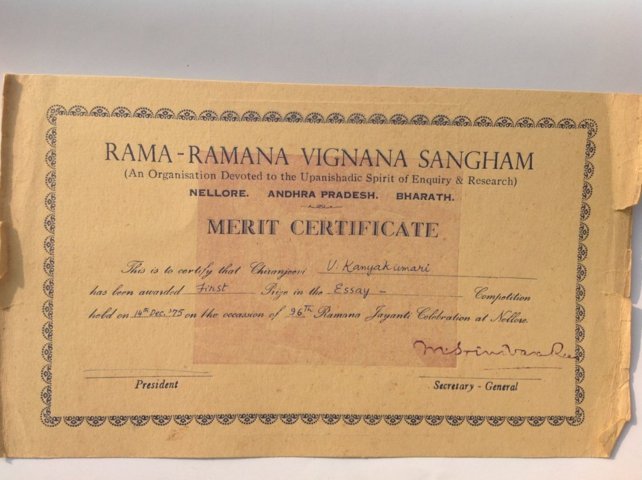 RAMA-RAMANA VIGNANA SANGHAM
(An Organisation Devoted to the Upanishadic Spirit of Enquiry & Research)
NELLORE. ANDHRA PRADESH. BHARATH.
MERIT CERTIFICATE
This is to certify that Chiranjeevi V. Kanyakumari
has been awarded First Prize in the Essay - Competition
held on 14th Dec. '75 on the occasion of 96TH Ramana Jayanti Celebration at Nellore.
President
Secretary - General